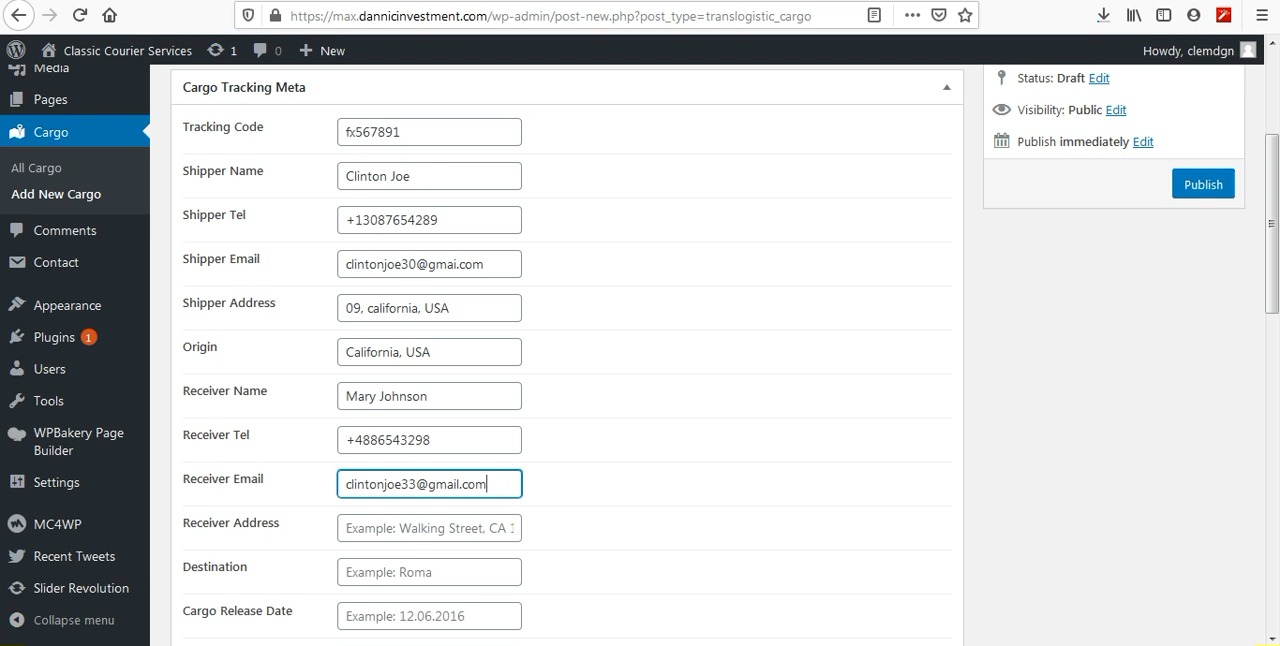 https://max.dannicinvestment.com/wp-admin/post-new.php?post_type=translogistic_cargo
Classic Courier Services 1 0 New Howdy, clemdgn
Media
Pages
Cargo
All Cargo
Add New Cargo
Comments
Contact
Appearance
Plugins 1
Users
Tools
WPBakery Page
Builder
Settings
MC4WP
Recent Tweets
Slider Revolution
Collapse menu
Cargo Tracking Meta
Tracking Code fx567891
Shipper Name Clinton Joe
Shipper Tel +13087654289
Shipper Email clintonjoe30@gmai.com
Shipper Address 09, california, USA
Origin California, USA
Receiver Name Mary Johnson
Receiver Tel +4886543298
Receiver Email clintonjoe33@gmail.com
Receiver Address Example: Walking Street, CA 1
Destination Example: Roma
Cargo Release Date Example: 12.06.2016
Status: Draft Edit
Visibility: Public Edit
Publish immediately Edit
Publish